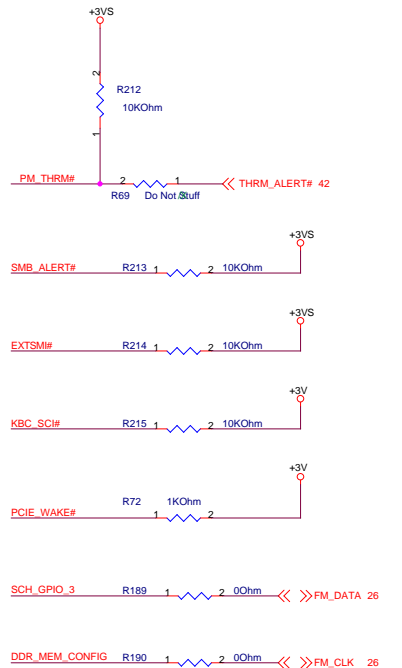 +3VS
2
R212
10KOhm
1
PM_THRM#
2
1
THRM_ALERT# 42
R69
Do Not Stuff
+3VS
SMB_ALERT#
R213
1
2
10KOhm
+3VS
EXTSMI#
R214
1
2
10KOhm
+3V
KBC_SCI#
R215
1
2
10KOhm
+3V
R72
1KOhm
PCIE_WAKE#
1
2
SCH_GPIO_3
R189
1
2
0Ohm
FM_DATA 26
DDR_MEM_CONFIG
R190
1
2
0Ohm
FM_CLK 26